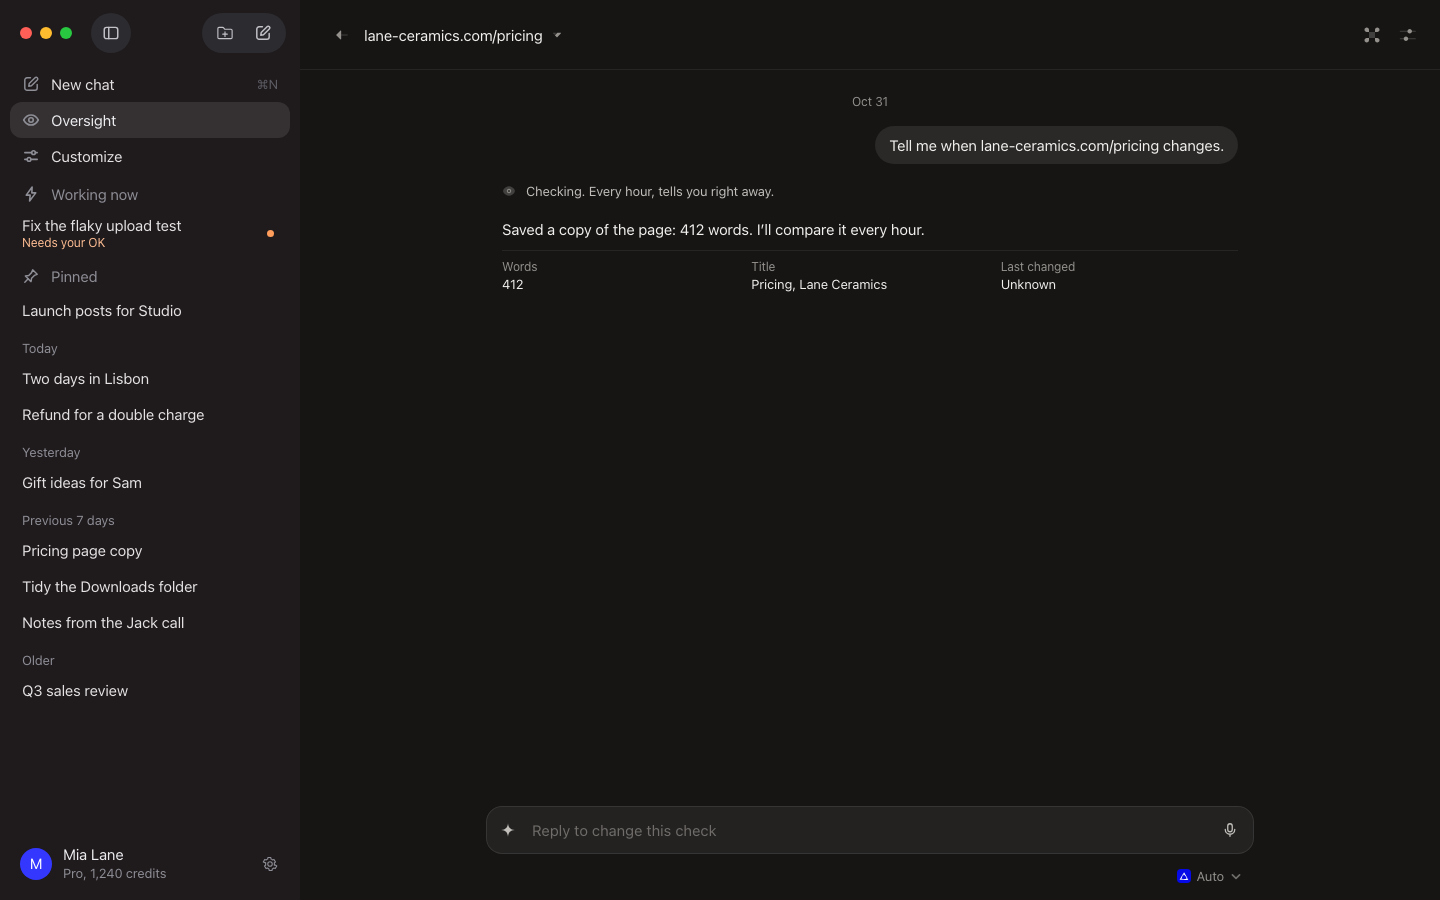 New chat
⌘N
Oversight
Customize
Working now
Fix the flaky upload test
Needs your OK
Pinned
Launch posts for Studio
Today
Two days in Lisbon
Refund for a double charge
Yesterday
Gift ideas for Sam
Previous 7 days
Pricing page copy
Tidy the Downloads folder
Notes from the Jack call
Older
Q3 sales review
M
Mia Lane
Pro, 1,240 credits
lane-ceramics.com/pricing
Oct 31
Tell me when lane-ceramics.com/pricing changes.
Checking. Every hour, tells you right away.
Saved a copy of the page: 412 words. I’ll compare it every hour.
Words
412
Title
Pricing, Lane Ceramics
Last changed
Unknown
Reply to change this check
Auto